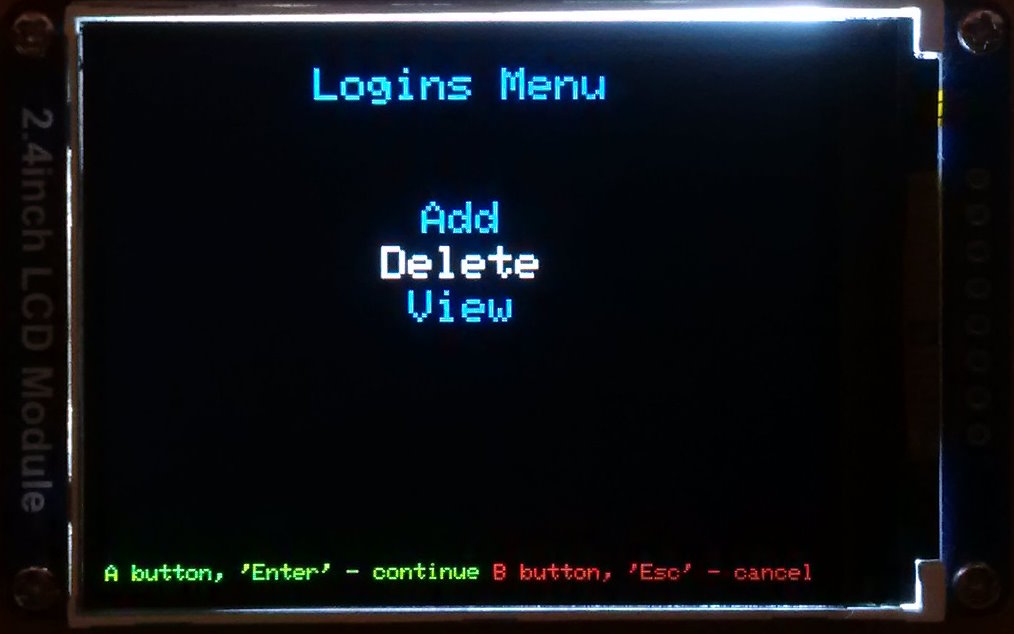 Logins Menu
Add
Delete
View
A button, 'Enter' - continue B button, 'Esc' - cancel
2.4inch LCD Module